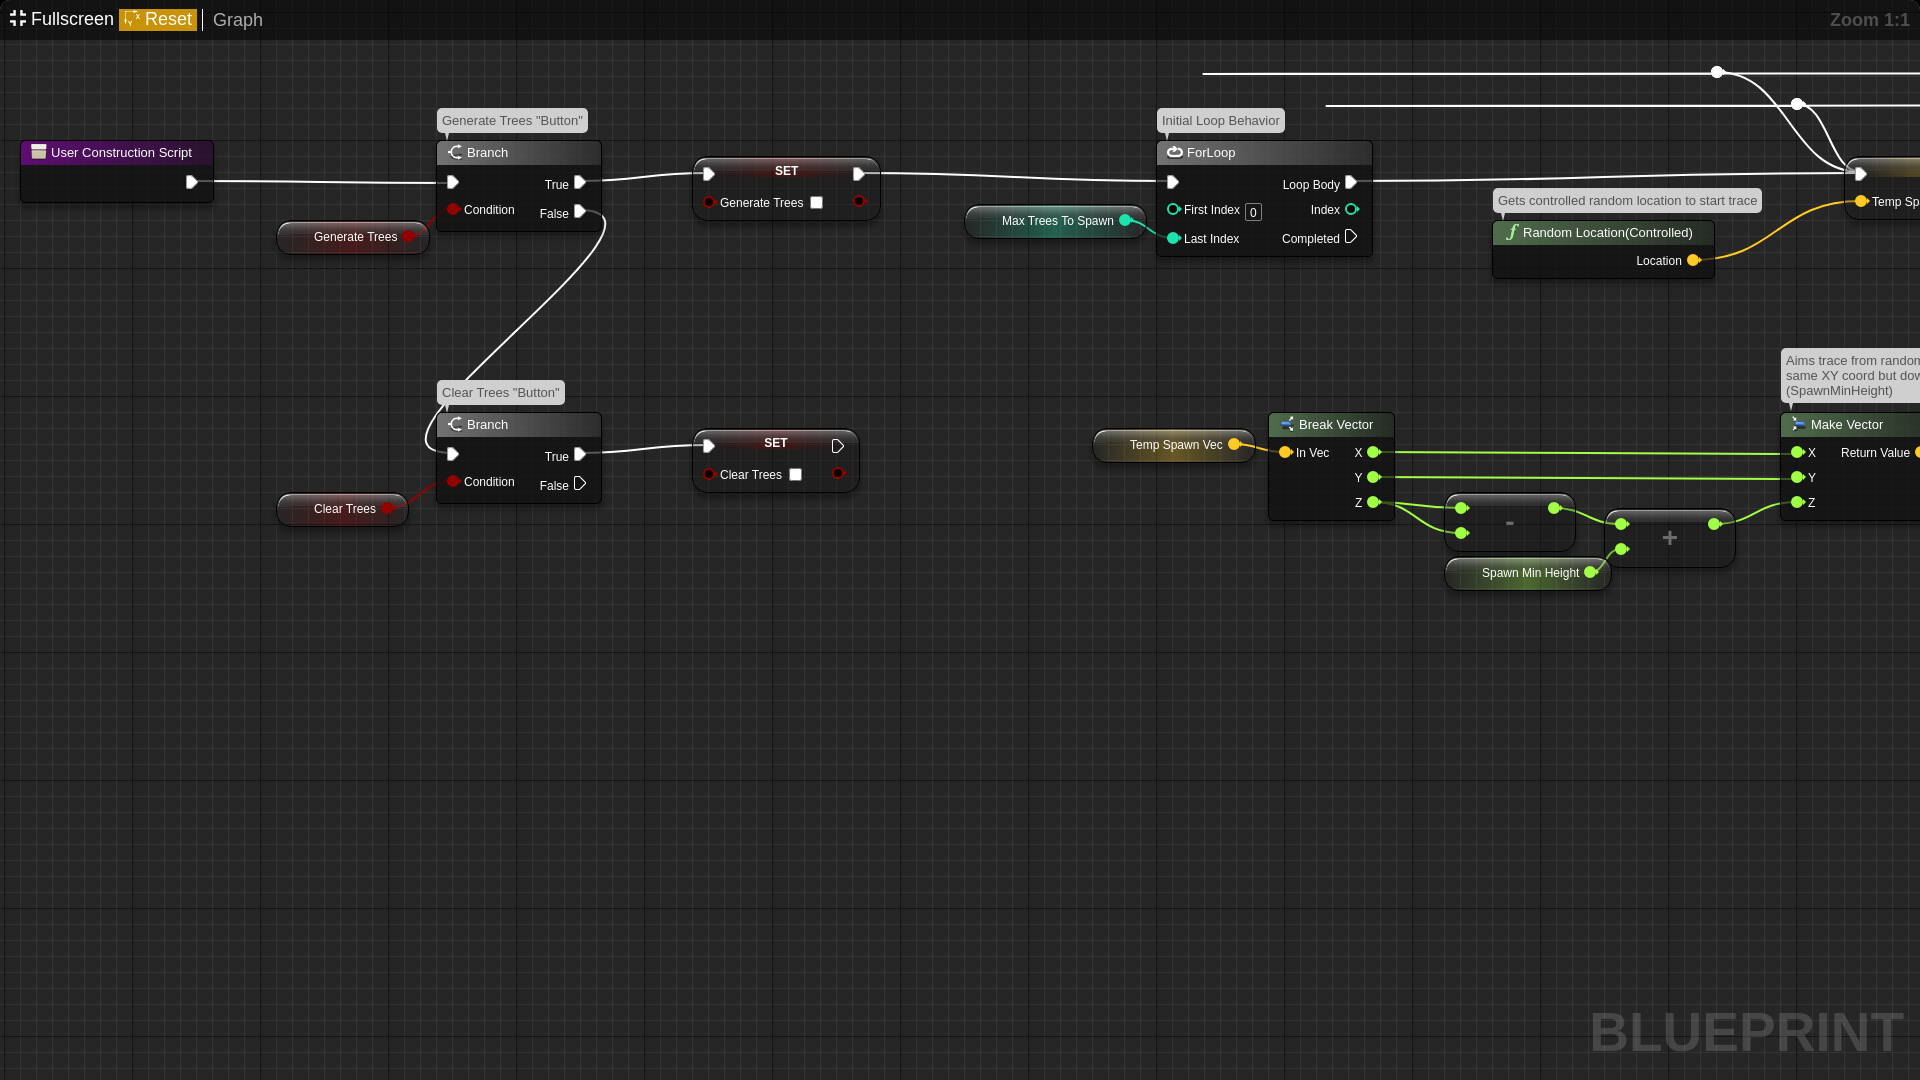 Fullscreen Reset Graph
Zoom 1:1
Generate Trees "Button"
Initial Loop Behavior
User Construction Script
Branch
True
Condition
False
Generate Trees
SET
Generate Trees
Max Trees To Spawn
ForLoop
Loop Body
First Index 0
Index
Last Index
Completed
Gets controlled random location to start trace
Random Location(Controlled)
Location
Temp Sp
Clear Trees "Button"
Branch
True
Condition
False
Clear Trees
SET
Clear Trees
Temp Spawn Vec
Break Vector
In Vec
X
Y
Z
-
+
Spawn Min Height
Aims trace from random
same XY coord but dow
(SpawnMinHeight)
Make Vector
X
Return Value
Y
Z
BLUEPRINT